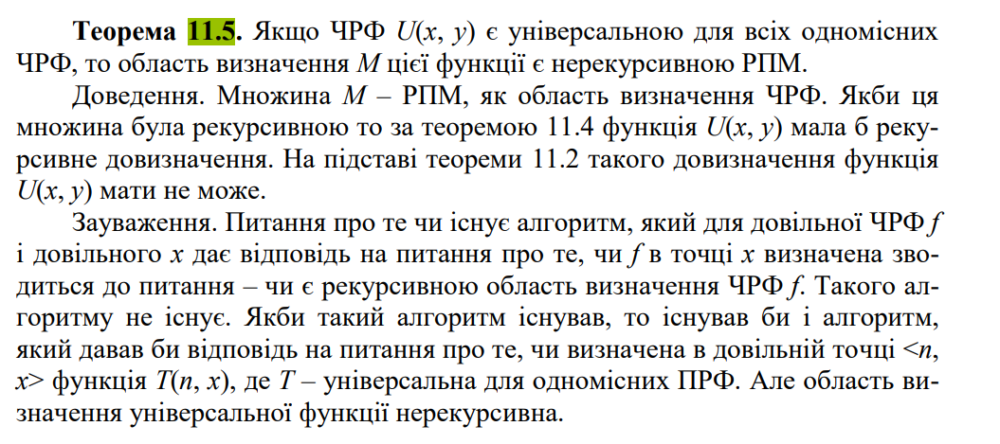 Теорема 11.5. Якщо ЧРФ U(x, y) є універсальною для всіх одномісних
ЧРФ, то область визначення M цієї функції є нерекурсивною РПМ.
Доведення. Множина M – РПМ, як область визначення ЧРФ. Якби ця
множина була рекурсивною то за теоремою 11.4 функція U(x, y) мала б реку-
рсивне довизначення. На підставі теореми 11.2 такого довизначення функція
U(x, y) мати не може.
Зауваження. Питання про те чи існує алгоритм, який для довільної ЧРФ f
і довільного x дає відповідь на питання про те, чи f в точці x визначена зво-
диться до питання – чи є рекурсивною область визначення ЧРФ f. Такого ал-
горитму не існує. Якби такий алгоритм існував, то існував би і алгоритм,
який давав би відповідь на питання про те, чи визначена в довільній точці <n,
x> функція T(n, x), де T – універсальна для одномісних ПРФ. Але область ви-
значення універсальної функції нерекурсивна.